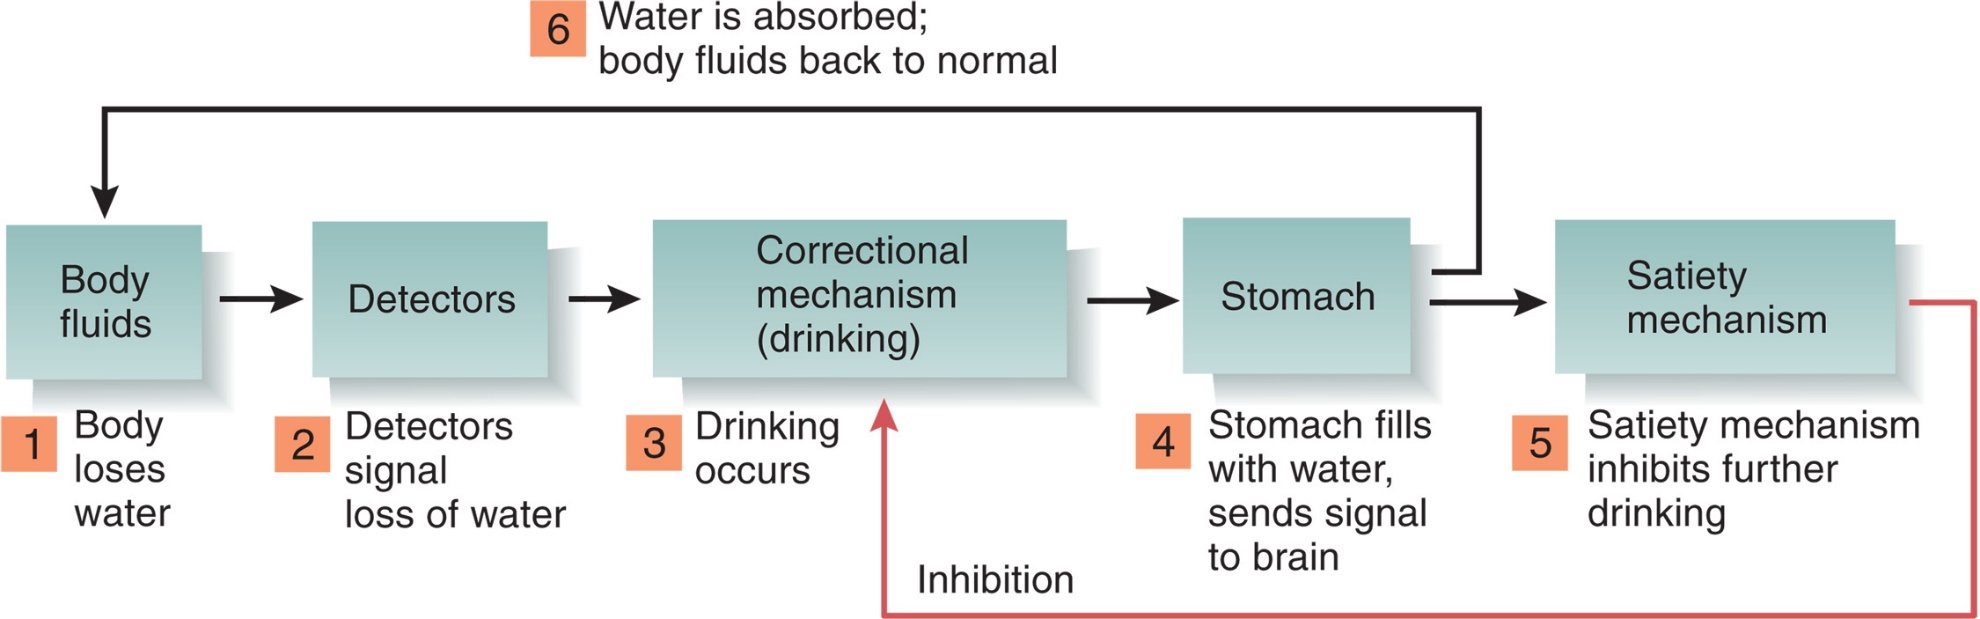 6
Water is absorbed;
body fluids back to normal
Body
fluids
Detectors
Correctional
mechanism
(drinking)
Stomach
Satiety
mechanism
1
Body
loses
water
2
Detectors
signal
loss of water
3
Drinking
occurs
4
Stomach fills
with water,
sends signal
to brain
5
Satiety mechanism
inhibits further
drinking
Inhibition